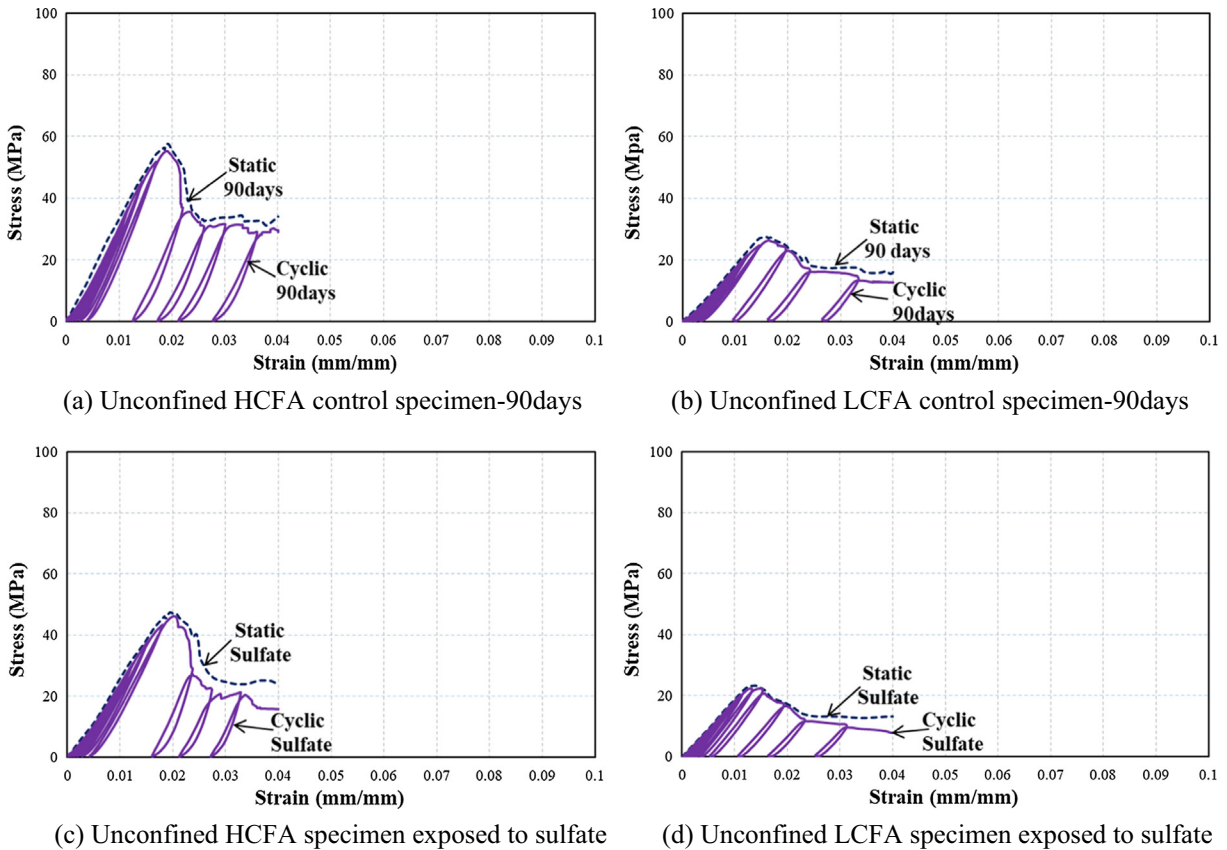 100
80
60
40
20
0
Stress (MPa)
Static
90days
Cyclic
90days
0 0.01 0.02 0.03 0.04 0.05 0.06 0.07 0.08 0.09 0.1
Strain (mm/mm)
(a) Unconfined HCFA control specimen-90days
100
80
60
40
20
0
Stress (Mpa)
Static
90 days
Cyclic
90days
0 0.01 0.02 0.03 0.04 0.05 0.06 0.07 0.08 0.09 0.1
Strain (mm/mm)
(b) Unconfined LCFA control specimen-90days
100
80
60
40
20
0
Stress (MPa)
Static
Sulfate
Cyclic
Sulfate
0 0.01 0.02 0.03 0.04 0.05 0.06 0.07 0.08 0.09 0.1
Strain (mm/mm)
(c) Unconfined HCFA specimen exposed to sulfate
100
80
60
40
20
0
Stress (MPa)
Static
Sulfate
Cyclic
Sulfate
0 0.01 0.02 0.03 0.04 0.05 0.06 0.07 0.08 0.09 0.1
Strain (mm/mm)
(d) Unconfined LCFA specimen exposed to sulfate